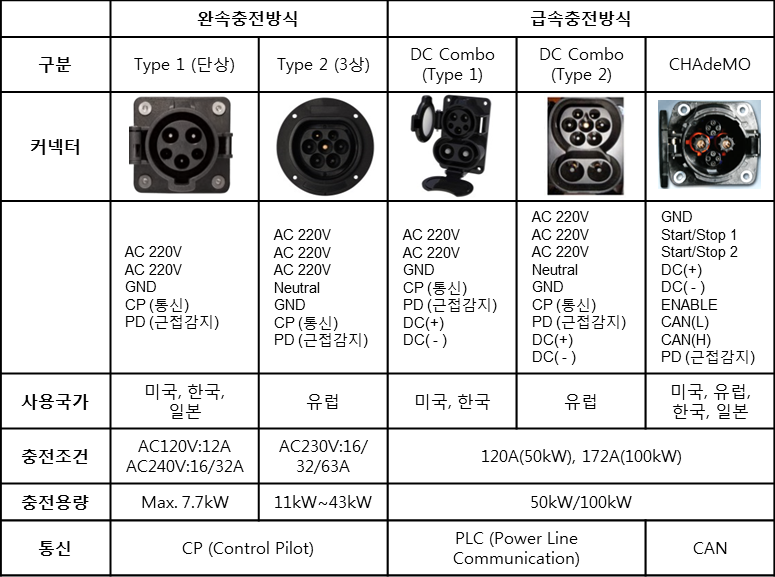 완속충전방식 급속충전방식
구분 Type 1 (단상) Type 2 (3상) DC Combo (Type 1) DC Combo (Type 2) CHAdeMO
커넥터
AC 220V
AC 220V
GND
CP (통신)
PD (근접감지)
AC 220V
AC 220V
AC 220V
Neutral
GND
CP (통신)
PD (근접감지)
AC 220V
AC 220V
GND
CP (통신)
PD (근접감지)
DC(+)
DC( - )
AC 220V
AC 220V
AC 220V
Neutral
GND
CP (통신)
PD (근접감지)
DC(+)
DC( - )
GND
Start/Stop 1
Start/Stop 2
DC(+)
DC( - )
ENABLE
CAN(L)
CAN(H)
PD (근접감지)
사용국가
미국, 한국,
일본
유럽
미국, 한국
유럽
미국, 유럽,
한국, 일본
충전조건
AC120V:12A
AC240V:16/32A
AC230V:16/
32/63A
120A(50kW), 172A(100kW)
충전용량 Max. 7.7kW 11kW~43kW 50kW/100kW
통신
CP (Control Pilot)
PLC (Power Line
Communication)
CAN